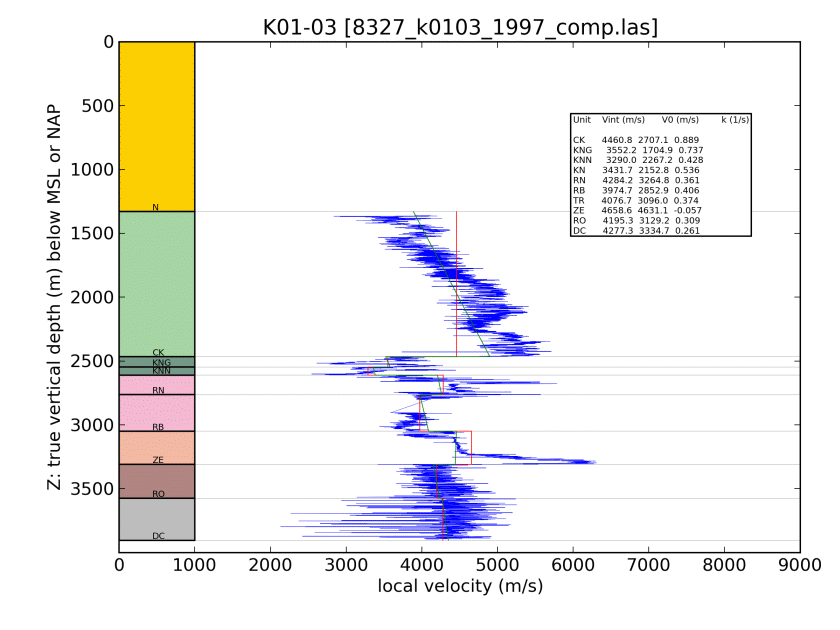 K01-03 [8327_k0103_1997_comp.las]
Z: true vertical depth (m) below MSL or NAP
0
500
1000
1500
2000
2500
3000
3500
N
CK
KNG
KNN
RN
RB
ZE
RO
DC
Unit Vint (m/s) V0 (m/s) k (1/s)
CK 4460.8 2707.1 0.889
KNG 3552.2 1704.9 0.737
KNN 3290.0 2267.2 0.428
KN 3431.7 2152.8 0.536
RN 4284.2 3264.8 0.361
RB 3974.7 2852.9 0.406
TR 4076.7 3096.0 0.374
ZE 4658.6 4631.1 -0.057
RO 4195.3 3129.2 0.309
DC 4277.3 3334.7 0.261
0 1000 2000 3000 4000 5000 6000 7000 8000 9000
local velocity (m/s)